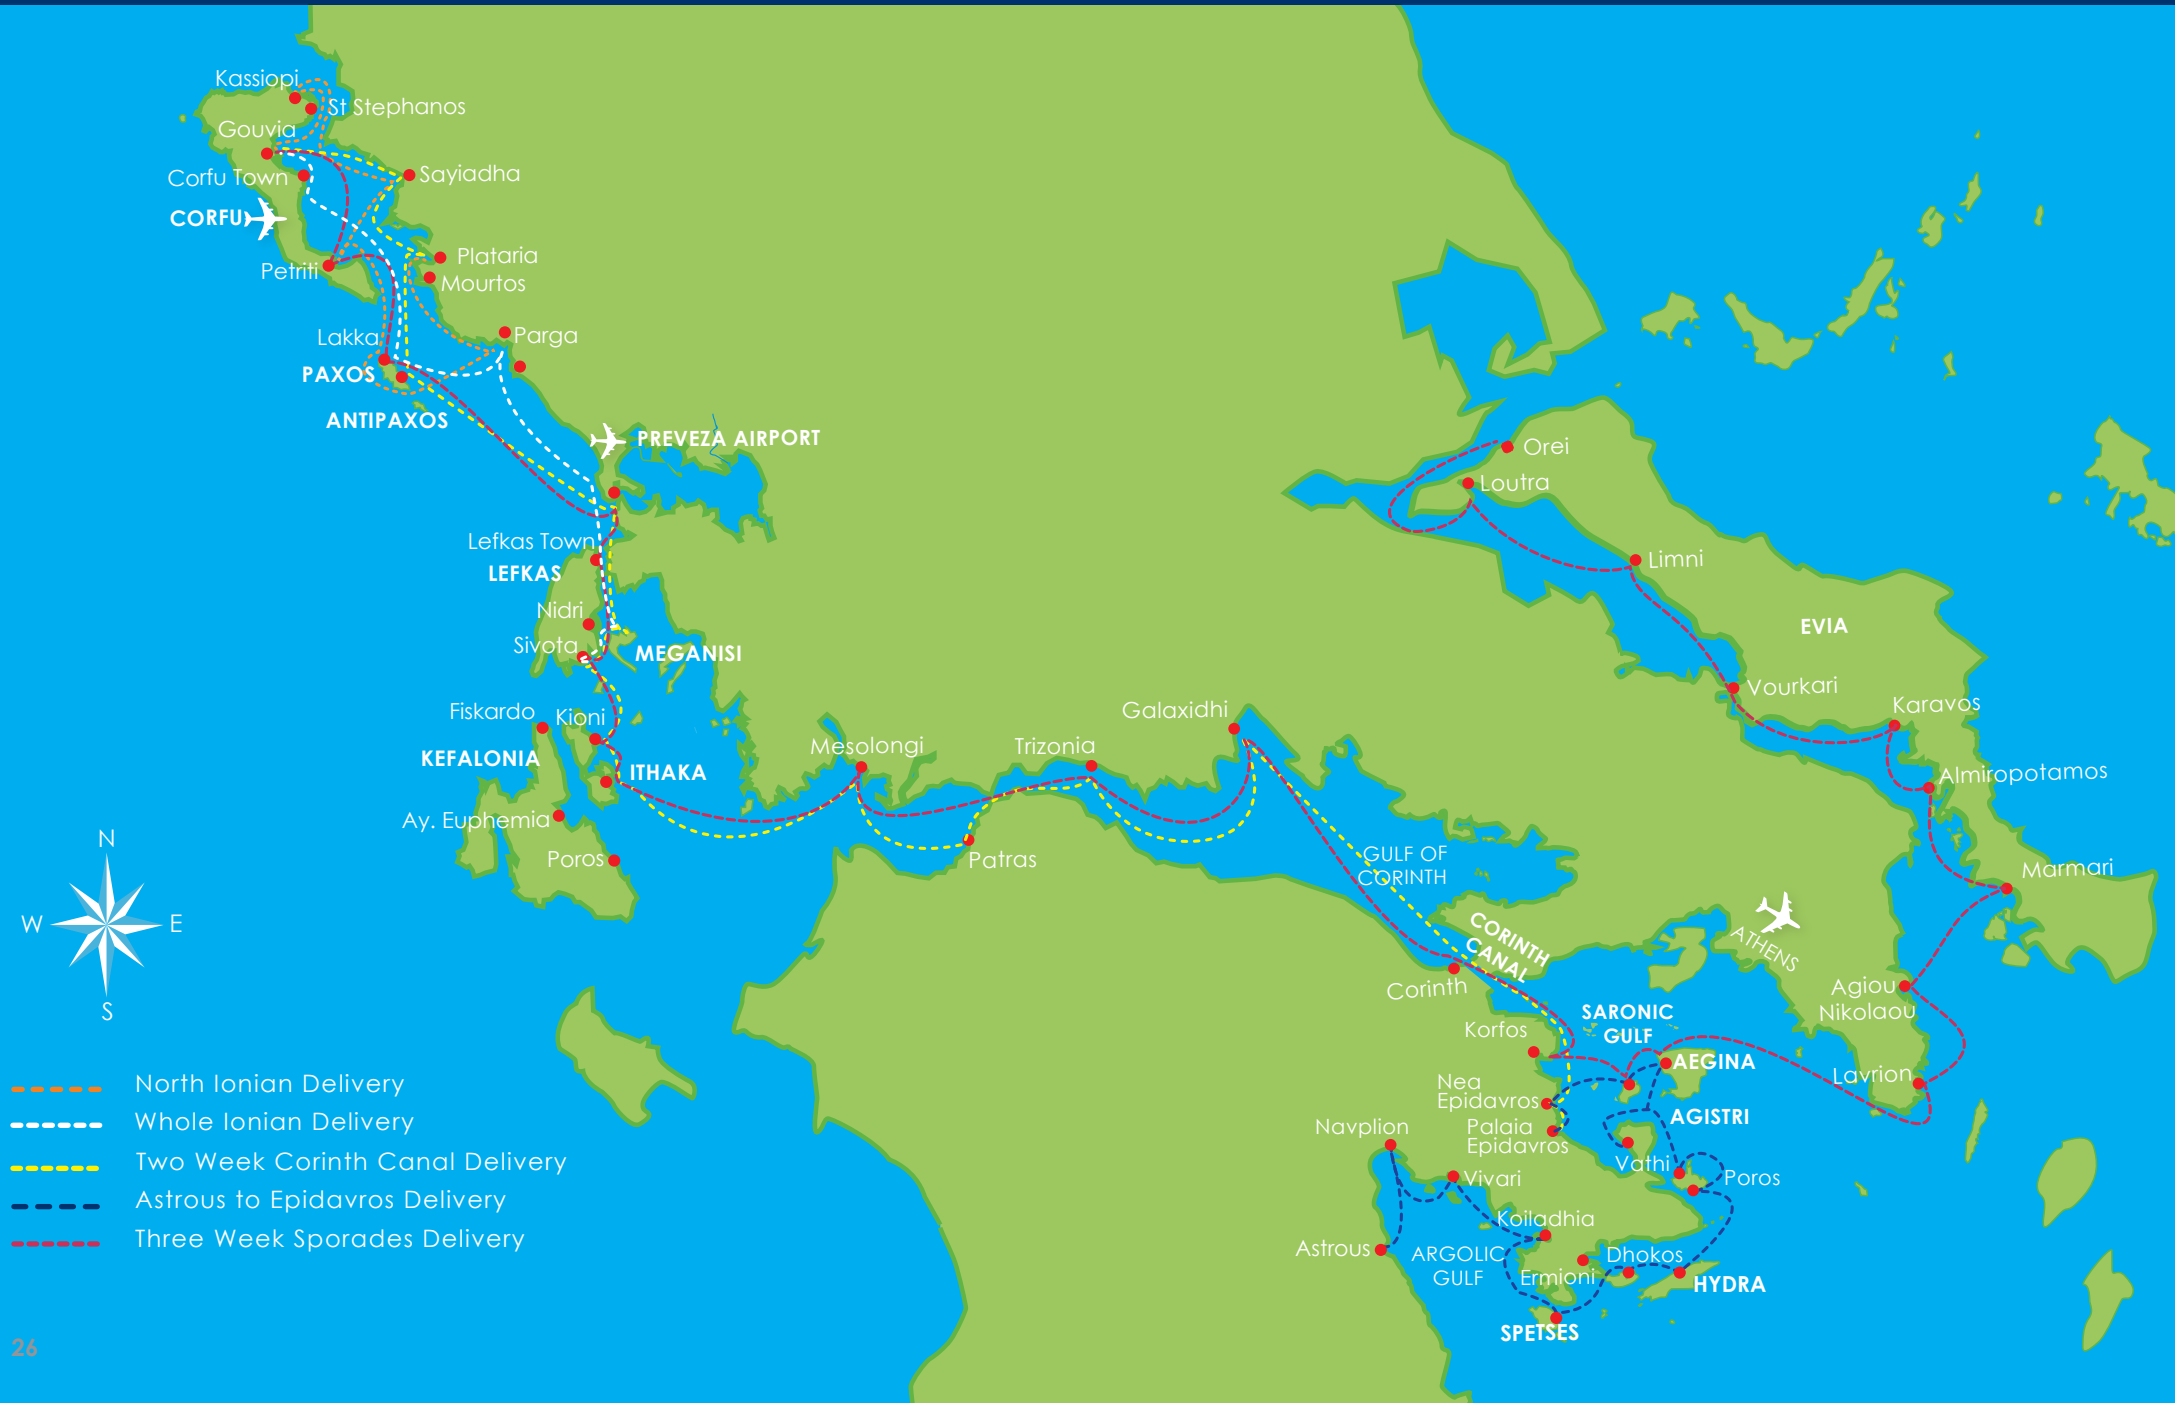 Kassiopi
St Stephanos
Gouvia
Corfu Town
Sayiadha
CORFU
Petriti
Plataria
Mourtos
Lakka
Parga
PAXOS
ANTIPAXOS
PREVEZA AIRPORT
Lefkas Town
LEFKAS
Nidri
Sivota
MEGANISI
Fiskardo
Kioni
KEFALONIA
ITHAKA
Ay. Euphemia
Poros
Mesolongi
Trizonia
Galaxidhi
Patras
GULF OF
CORINTH
CORINTH
CANAL
Corinth
Orei
Loutra
Limni
EVIA
Vourkari
Karavos
Almiropotamos
Marmari
ATHENS
Agiou
Nikolaou
Lavrion
SARONIC
GULF
Korfos
AEGINA
Nea
Epidavros
AGISTRI
Palaia
Epidavros
Navplion
Vathi
Poros
Vivari
Koiladhia
Astrous
ARGOLIC
GULF
Ermioni
Dhokos
HYDRA
SPETSES
N
W
E
S
North Ionian Delivery
Whole Ionian Delivery
Two Week Corinth Canal Delivery
Astrous to Epidavros Delivery
Three Week Sporades Delivery
26